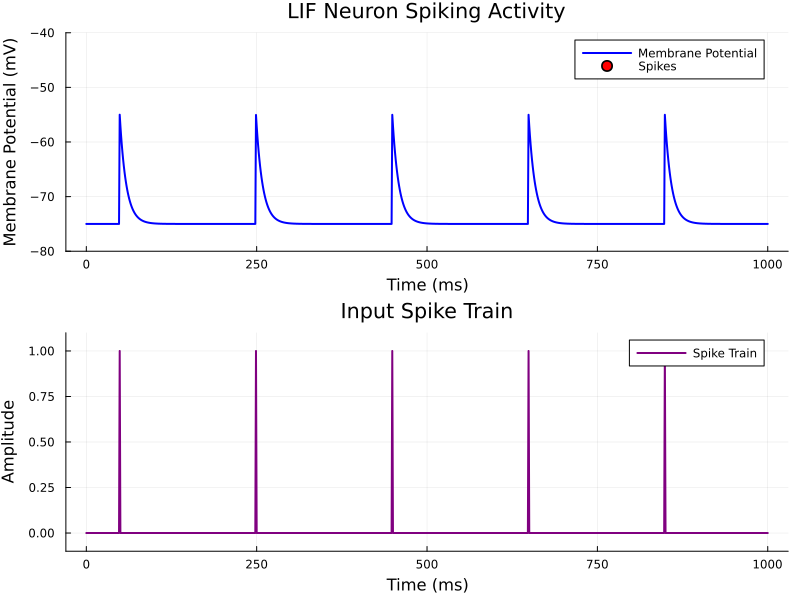 LIF Neuron Spiking Activity
Membrane Potential (mV)
−40
−50
−60
−70
−80
Membrane Potential
Spikes
0 250 500 750 1000
Time (ms)
Input Spike Train
Amplitude
1.00
0.75
0.50
0.25
0.00
Spike Train
0 250 500 750 1000
Time (ms)